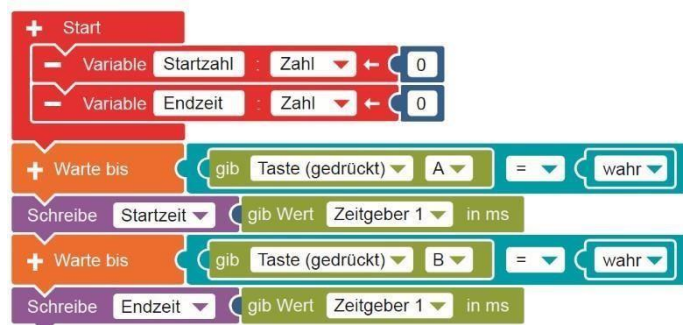 + Start
− Variable Startzahl : Zahl ← 0
− Variable Endzeit : Zahl ← 0
+ Warte bis gib Taste (gedrückt) A = wahr
Schreibe Startzeit gib Wert Zeitgeber 1 in ms
+ Warte bis gib Taste (gedrückt) B = wahr
Schreibe Endzeit gib Wert Zeitgeber 1 in ms